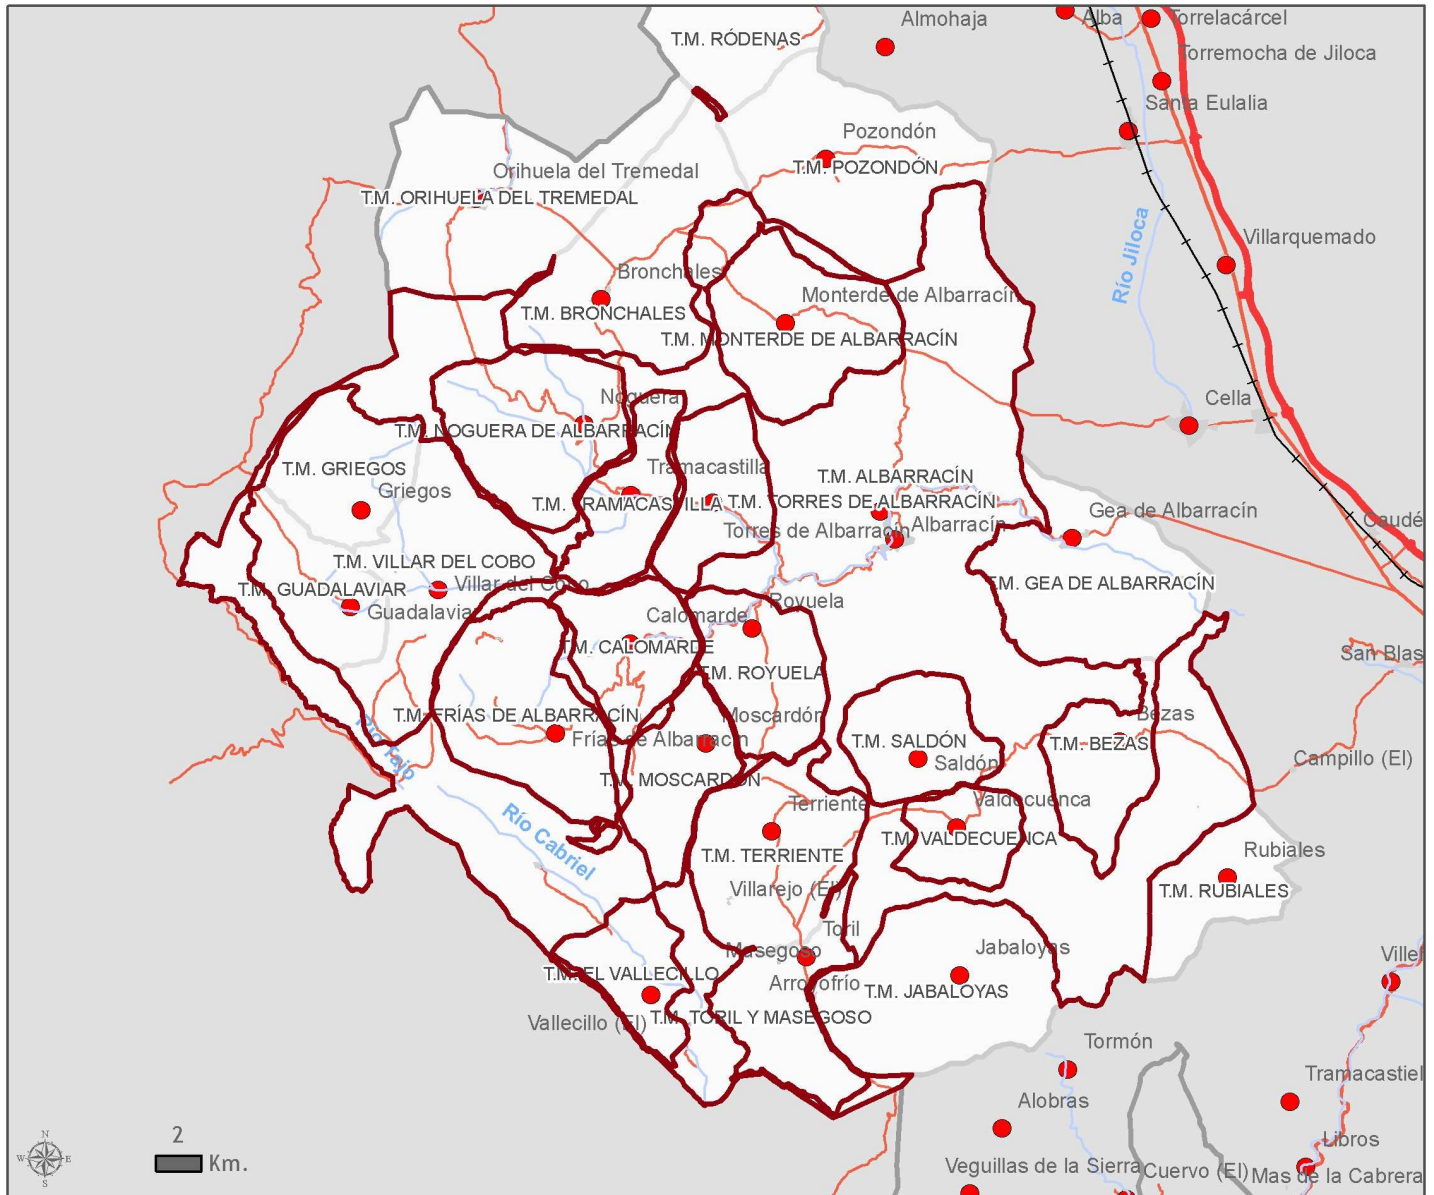 Almohaja
Alba
Torrelacárcel
T.M. RÓDENAS
Torremocha de Jiloca
Santa Eulalia
Pozondón
T.M. POZONDÓN
Orihuela del Tremedal
T.M. ORIHUELA DEL TREMEDAL
Río Jiloca
Villarquemado
Bronchales
T.M. BRONCHALES
Monterde de Albarracín
T.M. MONTERDE DE ALBARRACÍN
Noguera
T.M. NOGUERA DE ALBARRACÍN
Cella
T.M. GRIEGOS
Griegos
Tramacastilla
T.M. TRAMACASTILLA
T.M. ALBARRACÍN
T.M. TORRES DE ALBARRACÍN
Torres de Albarracín
Albarracín
Gea de Albarracín
Caudé
T.M. VILLAR DEL COBO
Villar del Cobo
T.M. GUADALAVIAR
Guadalaviar
T.M. GEA DE ALBARRACÍN
Royuela
Calomarde
T.M. CALOMARDE
T.M. ROYUELA
San Blas
T.M. FRÍAS DE ALBARRACÍN
Frías de Albarracín
Moscardón
T.M. MOSCARDÓN
T.M. SALDÓN
Saldón
Bezas
T.M. BEZAS
Campillo (El)
Río Tajo
Río Cabriel
Terriente
T.M. TERRIENTE
Valdecuenca
T.M. VALDECUENCA
Rubiales
T.M. RUBIALES
Villarejo (El)
Toril
Masegoso
Arroyofrío
Jabaloyas
T.M. JABALOYAS
T.M. EL VALLECILLO
Vallecillo (El)
T.M. TORIL Y MASEGOSO
Villel
Tormón
Tramacastiel
Alobras
Libros
Veguillas de la Sierra
Cuervo (El)
Mas de la Cabrera
N
W
E
S
2
Km.